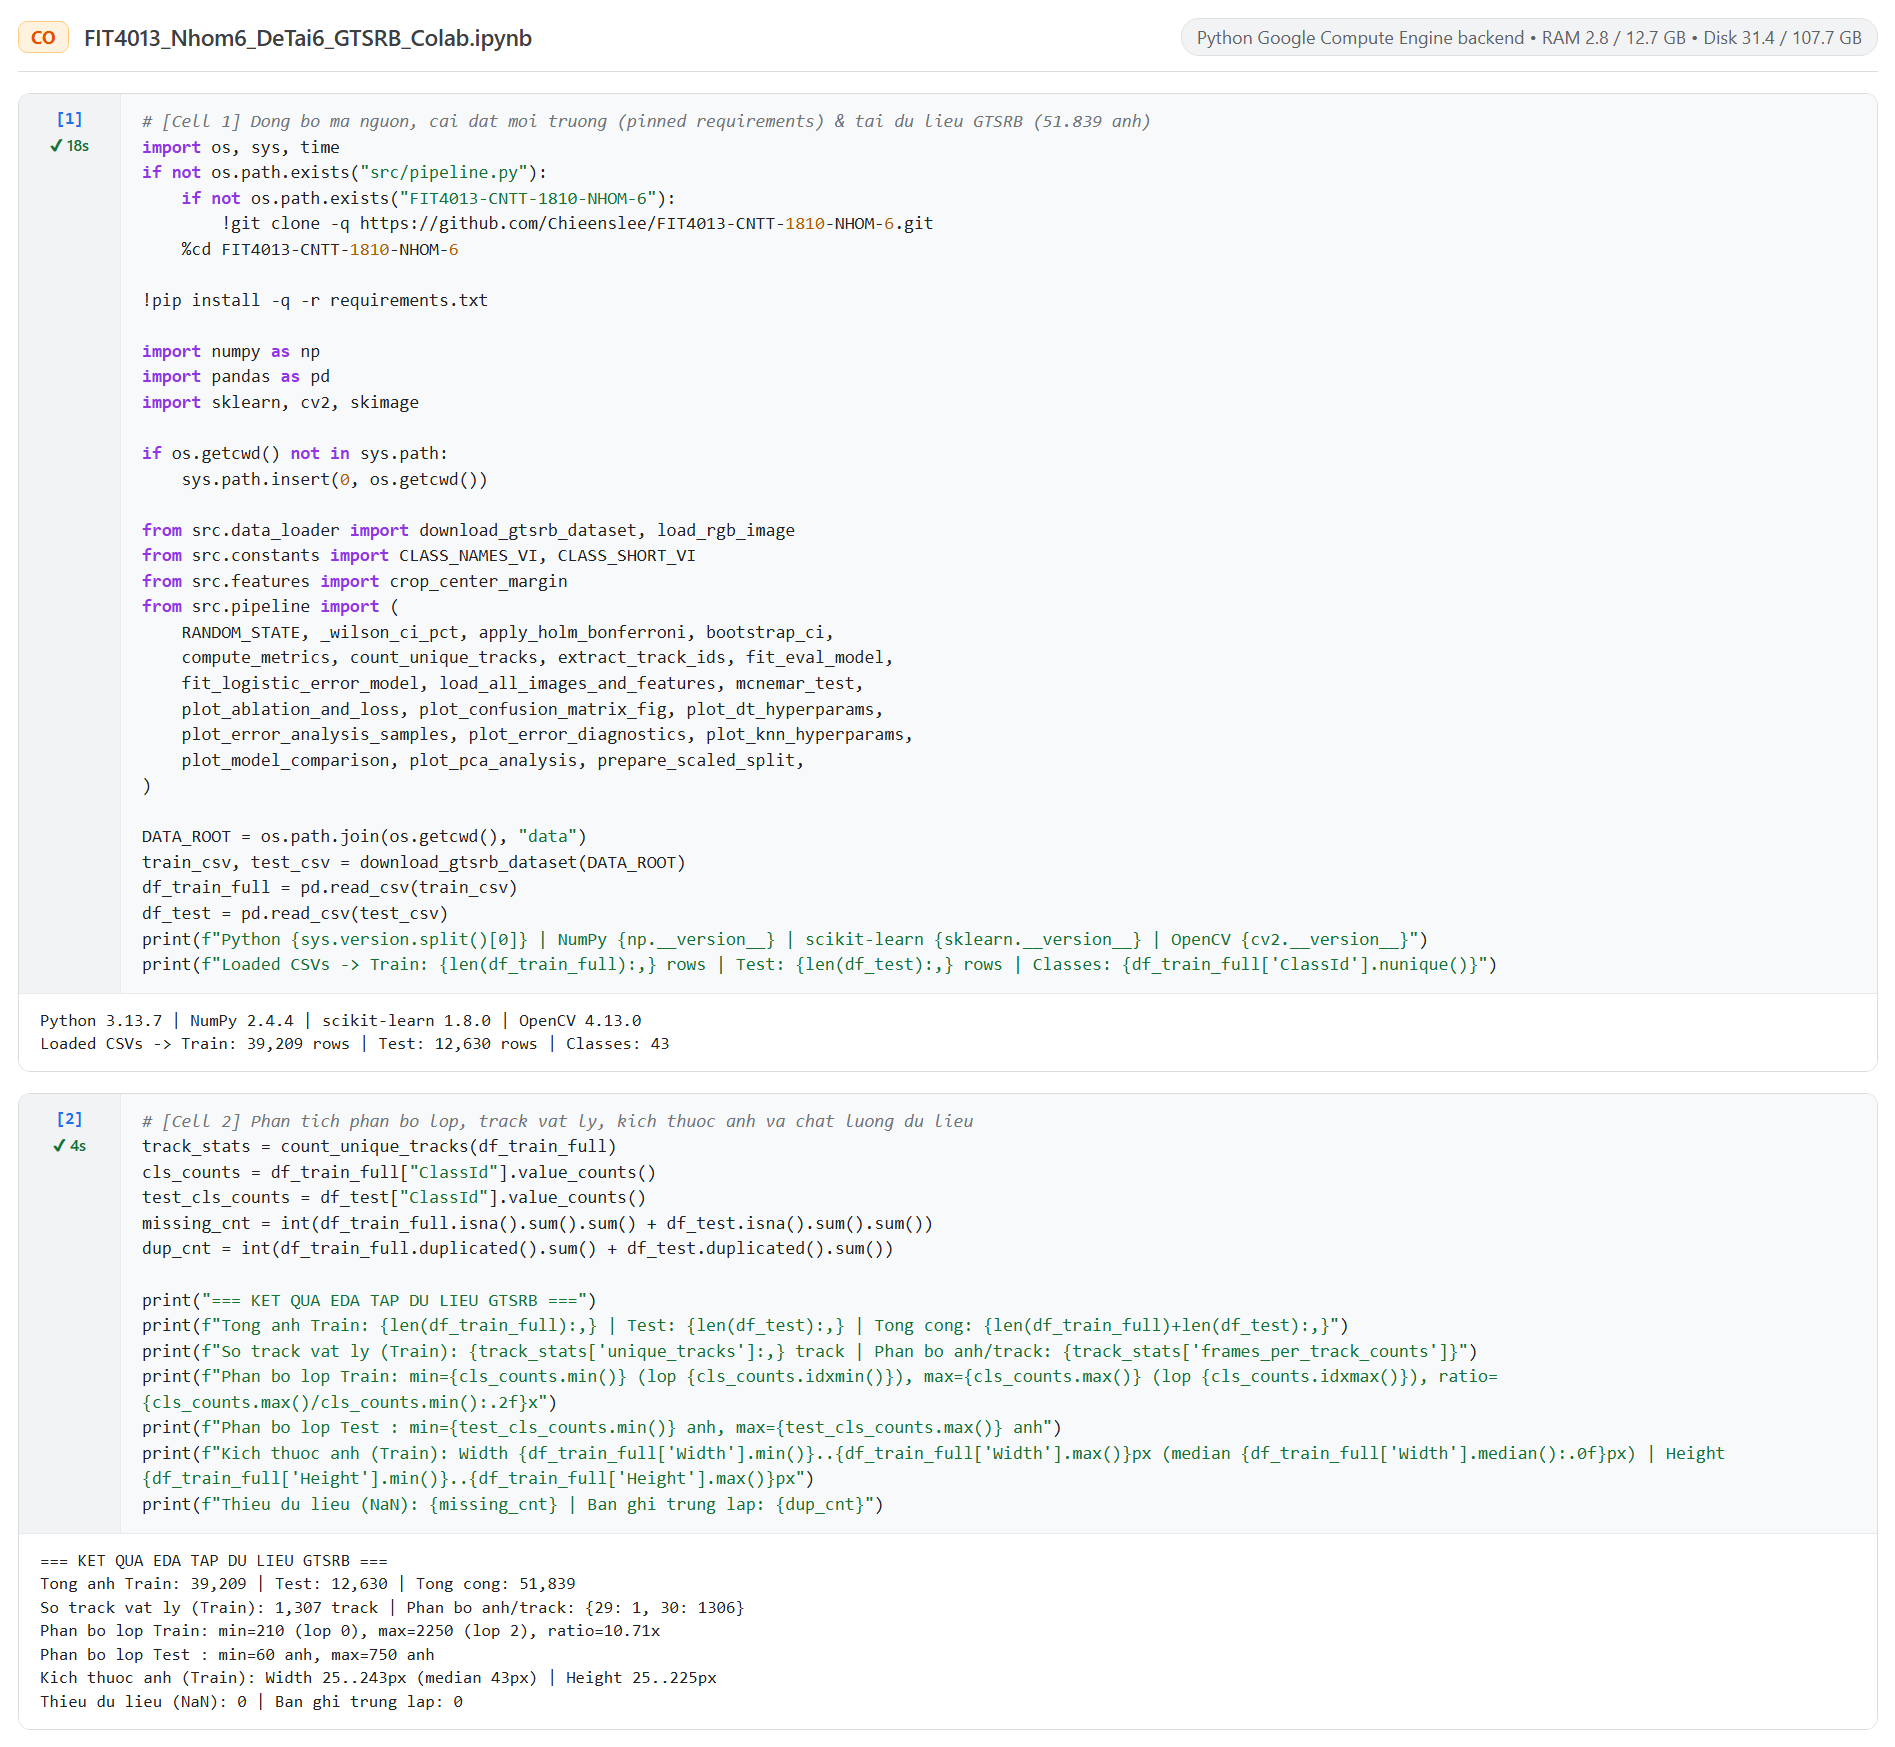 CO FIT4013_Nhom6_DeTai6_GTSRB_Colab.ipynb
Python Google Compute Engine backend • RAM 2.8 / 12.7 GB • Disk 31.4 / 107.7 GB
[1]
✓ 18s
# [Cell 1] Dong bo ma nguon, cai dat moi truong (pinned requirements) & tai du lieu GTSRB (51.839 anh)
import os, sys, time
if not os.path.exists("src/pipeline.py"):
    if not os.path.exists("FIT4013-CNTT-1810-NHOM-6"):
        !git clone -q https://github.com/Chieenslee/FIT4013-CNTT-1810-NHOM-6.git
    %cd FIT4013-CNTT-1810-NHOM-6

!pip install -q -r requirements.txt

import numpy as np
import pandas as pd
import sklearn, cv2, skimage

if os.getcwd() not in sys.path:
    sys.path.insert(0, os.getcwd())

from src.data_loader import download_gtsrb_dataset, load_rgb_image
from src.constants import CLASS_NAMES_VI, CLASS_SHORT_VI
from src.features import crop_center_margin
from src.pipeline import (
    RANDOM_STATE, _wilson_ci_pct, apply_holm_bonferroni, bootstrap_ci,
    compute_metrics, count_unique_tracks, extract_track_ids, fit_eval_model,
    fit_logistic_error_model, load_all_images_and_features, mcnemar_test,
    plot_ablation_and_loss, plot_confusion_matrix_fig, plot_dt_hyperparams,
    plot_error_analysis_samples, plot_error_diagnostics, plot_knn_hyperparams,
    plot_model_comparison, plot_pca_analysis, prepare_scaled_split,
)

DATA_ROOT = os.path.join(os.getcwd(), "data")
train_csv, test_csv = download_gtsrb_dataset(DATA_ROOT)
df_train_full = pd.read_csv(train_csv)
df_test = pd.read_csv(test_csv)
print(f"Python {sys.version.split()[0]} | NumPy {np.__version__} | scikit-learn {sklearn.__version__} | OpenCV {cv2.__version__}")
print(f"Loaded CSVs -> Train: {len(df_train_full):,} rows | Test: {len(df_test):,} rows | Classes: {df_train_full['ClassId'].nunique()}")
Python 3.13.7 | NumPy 2.4.4 | scikit-learn 1.8.0 | OpenCV 4.13.0
Loaded CSVs -> Train: 39,209 rows | Test: 12,630 rows | Classes: 43
[2]
✓ 4s
# [Cell 2] Phan tich phan bo lop, track vat ly, kich thuoc anh va chat luong du lieu
track_stats = count_unique_tracks(df_train_full)
cls_counts = df_train_full["ClassId"].value_counts()
test_cls_counts = df_test["ClassId"].value_counts()
missing_cnt = int(df_train_full.isna().sum().sum() + df_test.isna().sum().sum())
dup_cnt = int(df_train_full.duplicated().sum() + df_test.duplicated().sum())

print("=== KET QUA EDA TAP DU LIEU GTSRB ===")
print(f"Tong anh Train: {len(df_train_full):,} | Test: {len(df_test):,} | Tong cong: {len(df_train_full)+len(df_test):,}")
print(f"So track vat ly (Train): {track_stats['unique_tracks']:,} track | Phan bo anh/track: {track_stats['frames_per_track_counts']}")
print(f"Phan bo lop Train: min={cls_counts.min()} (lop {cls_counts.idxmin()}), max={cls_counts.max()} (lop {cls_counts.idxmax()}), ratio=
{cls_counts.max()/cls_counts.min():.2f}x")
print(f"Phan bo lop Test : min={test_cls_counts.min()} anh, max={test_cls_counts.max()} anh")
print(f"Kich thuoc anh (Train): Width {df_train_full['Width'].min()}..{df_train_full['Width'].max()}px (median {df_train_full['Width'].median():.0f}px) | Height
{df_train_full['Height'].min()}..{df_train_full['Height'].max()}px")
print(f"Thieu du lieu (NaN): {missing_cnt} | Ban ghi trung lap: {dup_cnt}")
=== KET QUA EDA TAP DU LIEU GTSRB ===
Tong anh Train: 39,209 | Test: 12,630 | Tong cong: 51,839
So track vat ly (Train): 1,307 track | Phan bo anh/track: {29: 1, 30: 1306}
Phan bo lop Train: min=210 (lop 0), max=2250 (lop 2), ratio=10.71x
Phan bo lop Test : min=60 anh, max=750 anh
Kich thuoc anh (Train): Width 25..243px (median 43px) | Height 25..225px
Thieu du lieu (NaN): 0 | Ban ghi trung lap: 0